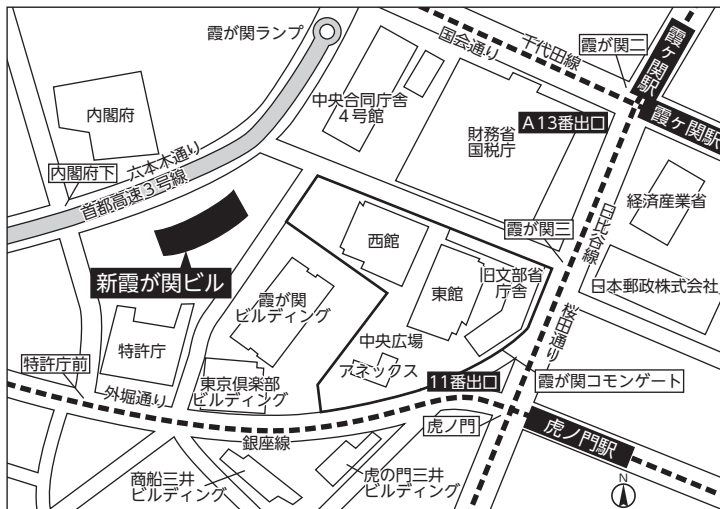 霞が関ランプ
国会通り
千代田線
霞が関二
霞ヶ関駅
内閣府
中央合同庁舎
4号館
財務省
国税庁
A13番出口
霞ヶ関駅
内閣府下
六本木通り
首都高速3号線
経済産業省
霞が関三
日比谷線
西館
東館
旧文部省
庁舎
日本郵政株式会社
新霞が関ビル
霞が関
ビルディング
桜田通り
特許庁
中央広場
アネックス
特許庁前
外堀通り
東京倶楽部
ビルディング
11番出口
霞が関コモンゲート
銀座線
虎ノ門
虎ノ門駅
商船三井
ビルディング
虎の門三井
ビルディング
N